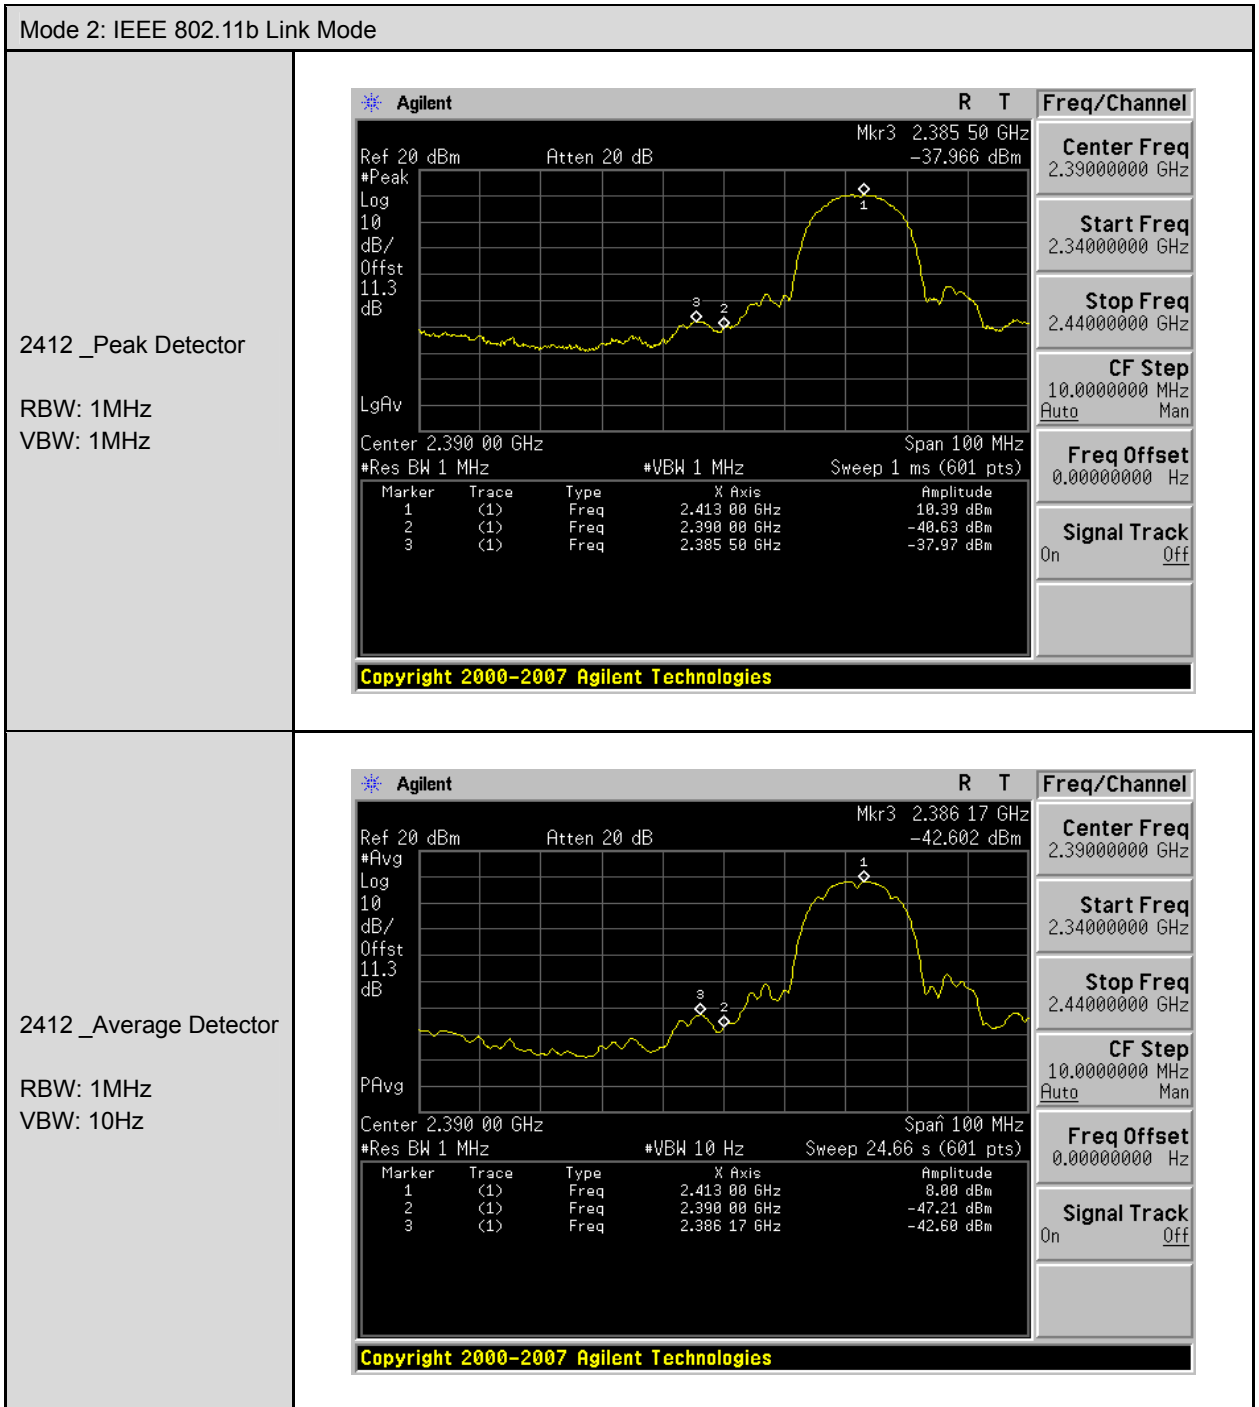 Mode 2: IEEE 802.11b Link Mode
2412 _Peak Detector
RBW: 1MHz
VBW: 1MHz
Agilent R T
Mkr3 2.385 50 GHz
Ref 20 dBm Atten 20 dB -37.966 dBm
#Peak
Log
10
dB/
Offst
11.3
dB
LgAv
1
3
2
Center 2.390 00 GHz Span 100 MHz
#Res BW 1 MHz #VBW 1 MHz Sweep 1 ms (601 pts)
Marker Trace Type X Axis Amplitude
1 (1) Freq 2.413 00 GHz 10.39 dBm
2 (1) Freq 2.390 00 GHz -40.63 dBm
3 (1) Freq 2.385 50 GHz -37.97 dBm
Copyright 2000-2007 Agilent Technologies
Freq/Channel
Center Freq
2.39000000 GHz
Start Freq
2.34000000 GHz
Stop Freq
2.44000000 GHz
CF Step
10.0000000 MHz
Auto Man
Freq Offset
0.00000000 Hz
Signal Track
On Off
2412 _Average Detector
RBW: 1MHz
VBW: 10Hz
Agilent R T
Mkr3 2.386 17 GHz
Ref 20 dBm Atten 20 dB -42.602 dBm
#Avg
Log
10
dB/
Offst
11.3
dB
PAvg
1
3
2
Center 2.390 00 GHz Span̂ 100 MHz
#Res BW 1 MHz #VBW 10 Hz Sweep 24.66 s (601 pts)
Marker Trace Type X Axis Amplitude
1 (1) Freq 2.413 00 GHz 8.00 dBm
2 (1) Freq 2.390 00 GHz -47.21 dBm
3 (1) Freq 2.386 17 GHz -42.60 dBm
Copyright 2000-2007 Agilent Technologies
Freq/Channel
Center Freq
2.39000000 GHz
Start Freq
2.34000000 GHz
Stop Freq
2.44000000 GHz
CF Step
10.0000000 MHz
Auto Man
Freq Offset
0.00000000 Hz
Signal Track
On Off